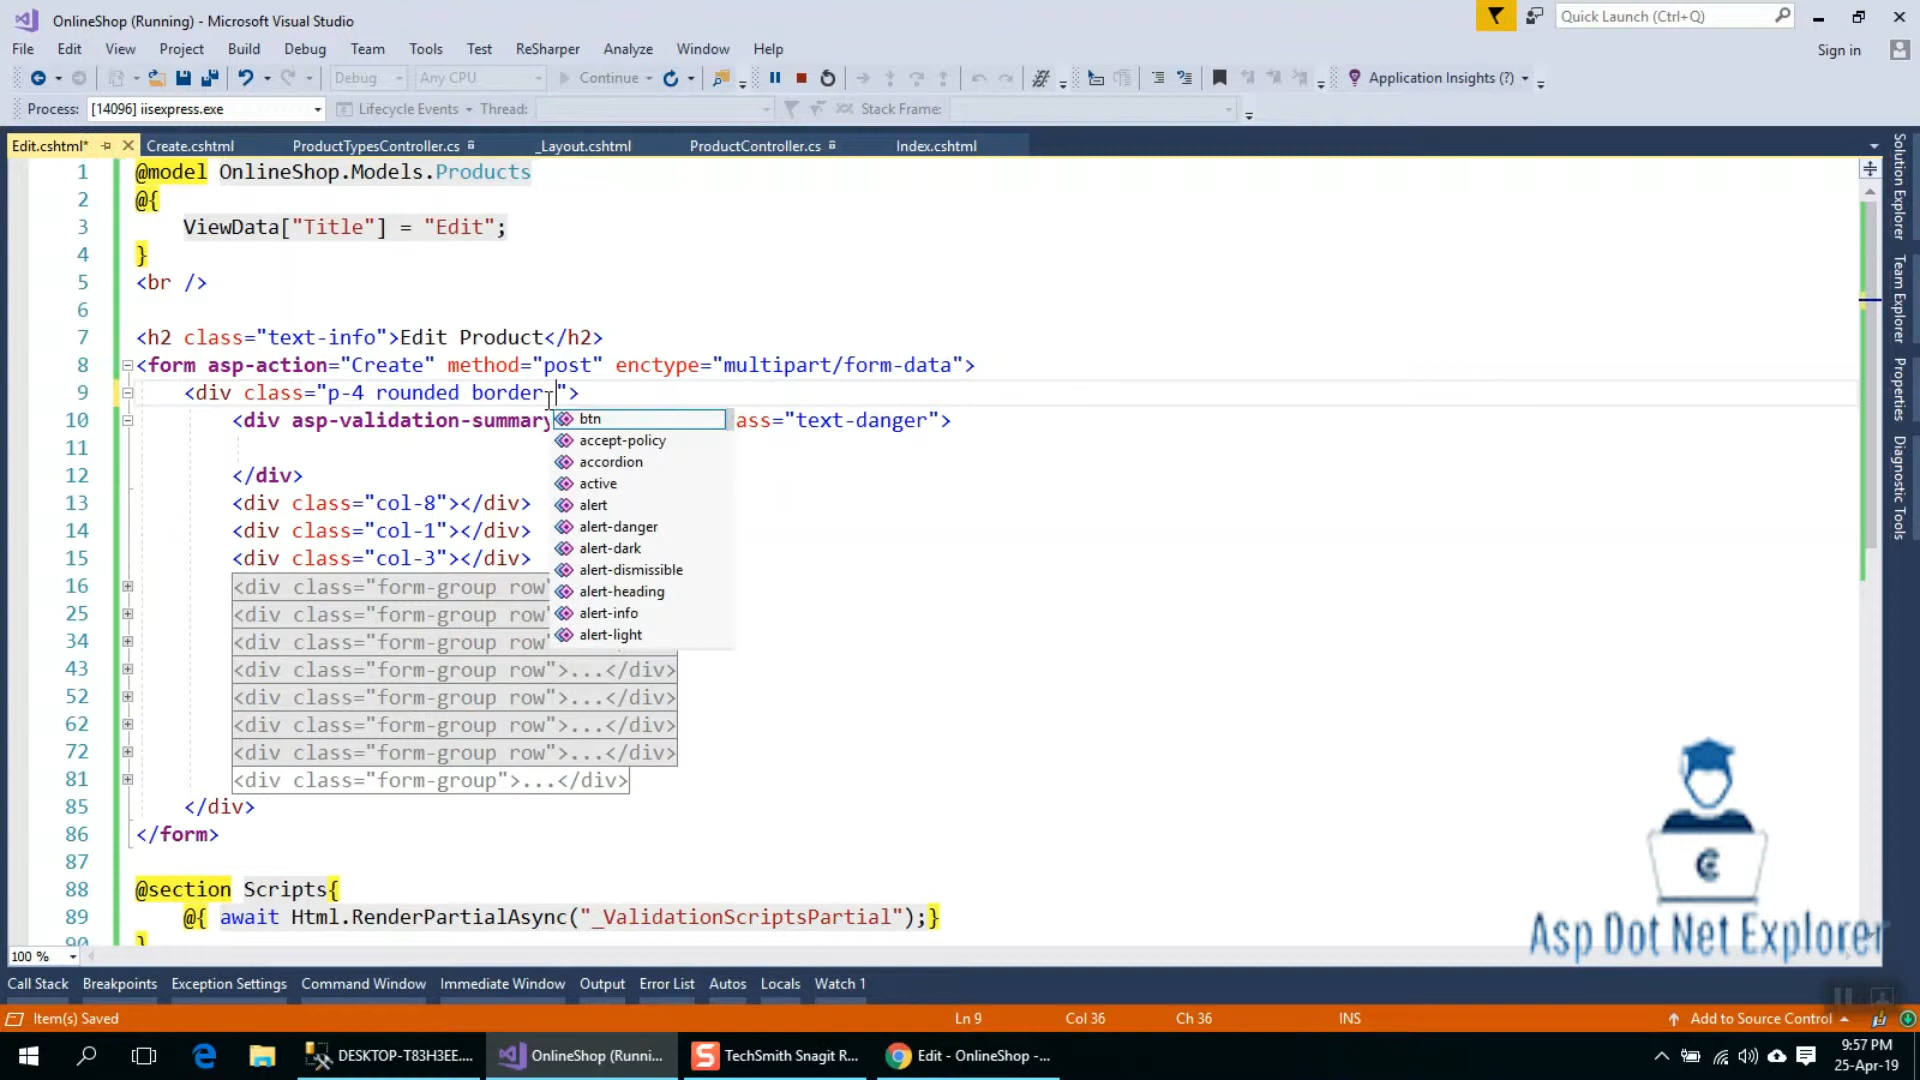 OnlineShop (Running) - Microsoft Visual Studio
Quick Launch (Ctrl+Q)
File Edit View Project Build Debug Team Tools Test ReSharper Analyze Window Help
Sign in
Debug Any CPU Continue Application Insights (?)
Process: [14096] iisexpress.exe Lifecycle Events Thread: Stack Frame:
Edit.cshtml* Create.cshtml ProductTypesController.cs _Layout.cshtml ProductController.cs Index.cshtml
1 @model OnlineShop.Models.Products
2 @{
3 ViewData["Title"] = "Edit";
4 }
5 <br />
6
7 <h2 class="text-info">Edit Product</h2>
8 <form asp-action="Create" method="post" enctype="multipart/form-data">
9 <div class="p-4 rounded border-">
10 <div asp-validation-summary ass="text-danger">
11
12 </div>
13 <div class="col-8"></div>
14 <div class="col-1"></div>
15 <div class="col-3"></div>
16 <div class="form-group row"
25 <div class="form-group row"
34 <div class="form-group row"
43 <div class="form-group row">...</div>
52 <div class="form-group row">...</div>
62 <div class="form-group row">...</div>
72 <div class="form-group row">...</div>
81 <div class="form-group">...</div>
85 </div>
86 </form>
87
88 @section Scripts{
89 @{ await Html.RenderPartialAsync("_ValidationScriptsPartial");}
90 }
btn
accept-policy
accordion
active
alert
alert-danger
alert-dark
alert-dismissible
alert-heading
alert-info
alert-light
Solution Explorer
Team Explorer
Properties
Diagnostic Tools
Asp Dot Net Explorer
100 %
Call Stack Breakpoints Exception Settings Command Window Immediate Window Output Error List Autos Locals Watch 1
Item(s) Saved Ln 9 Col 36 Ch 36 INS Add to Source Control
DESKTOP-T83H3EE.... OnlineShop (Runni... TechSmith Snagit R... Edit - OnlineShop -...
9:57 PM
25-Apr-19